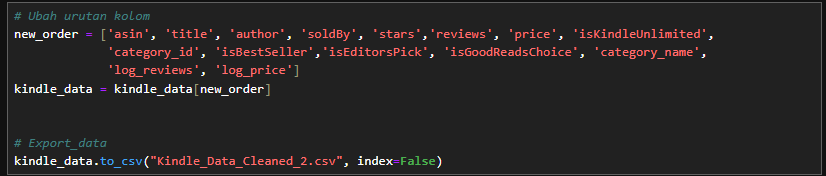 # Ubah urutan kolom
new_order = ['asin', 'title', 'author', 'soldBy', 'stars','reviews', 'price', 'isKindleUnlimited',
'category_id', 'isBestSeller','isEditorsPick', 'isGoodReadsChoice', 'category_name',
'log_reviews', 'log_price']
kindle_data = kindle_data[new_order]
# Export_data
kindle_data.to_csv("Kindle_Data_Cleaned_2.csv", index=False)